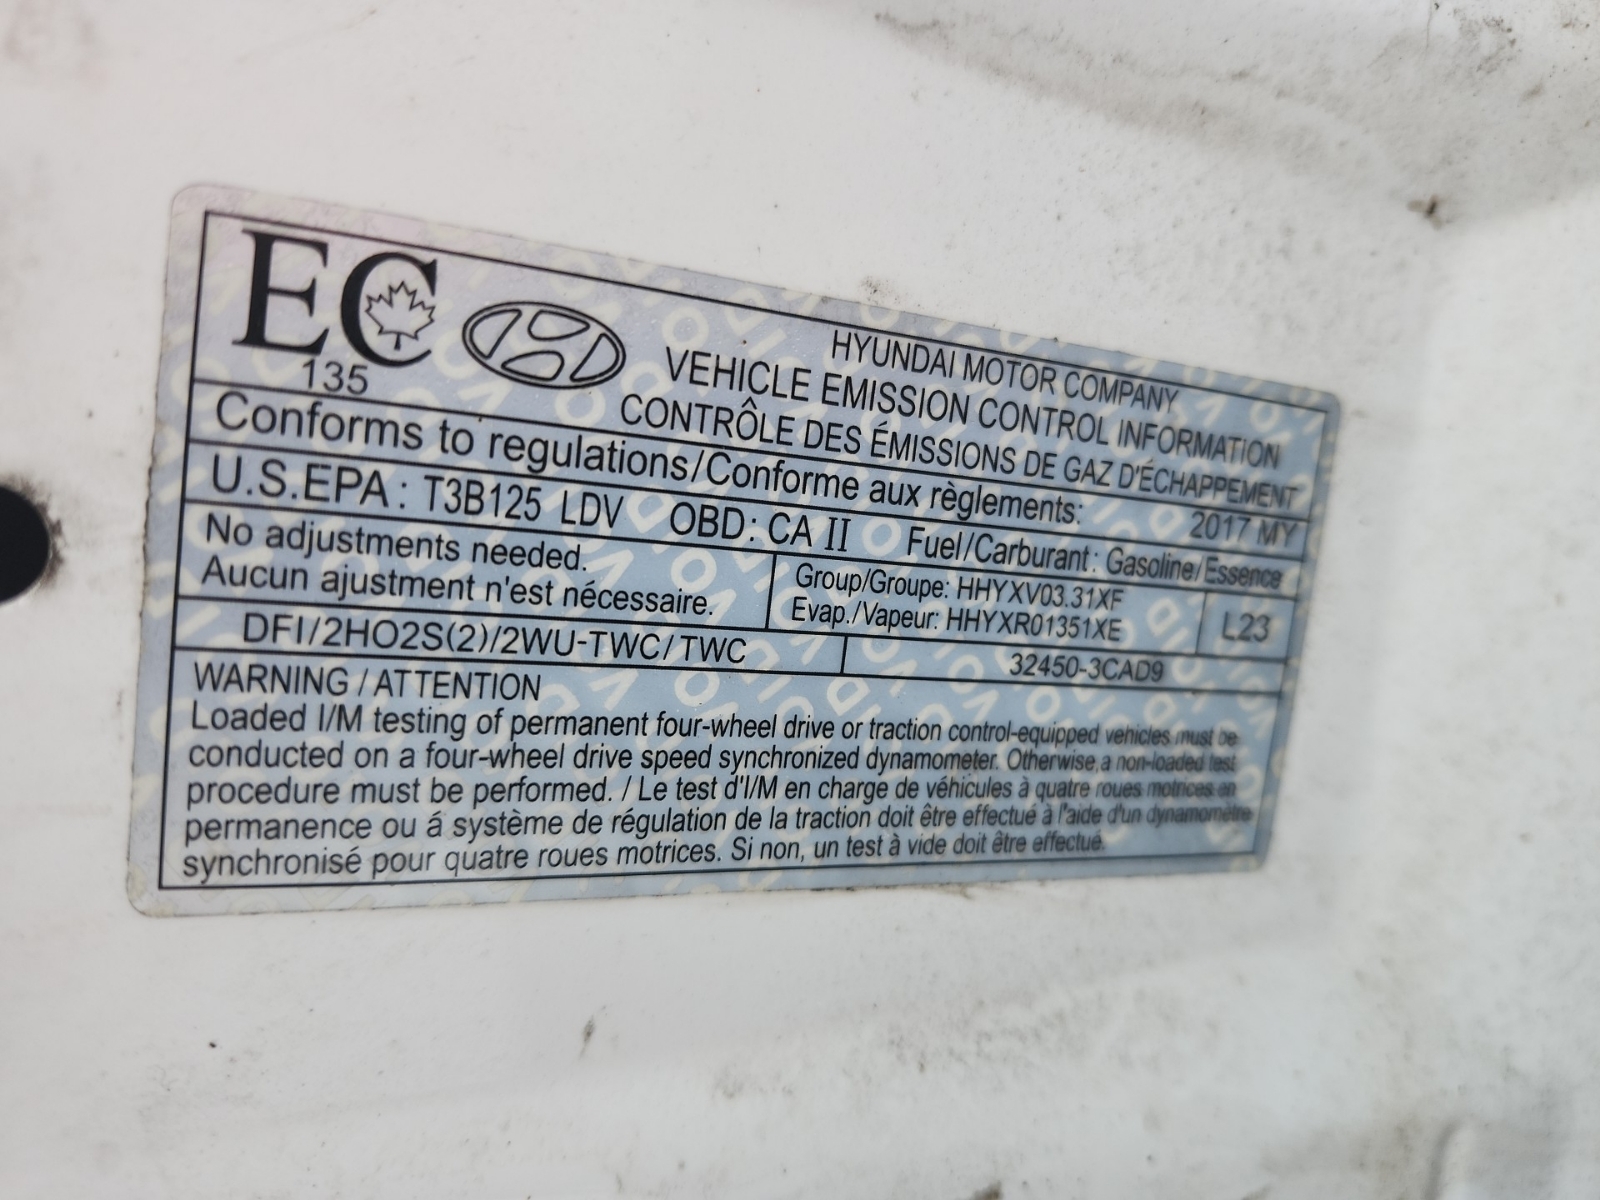 EC
135
HYUNDAI MOTOR COMPANY
VEHICLE EMISSION CONTROL INFORMATION
CONTRÔLE DES ÉMISSIONS DE GAZ D'ÉCHAPPEMENT
Conforms to regulations/Conforme aux règlements: 2017 MY
U.S.EPA: T3B125 LDV OBD: CA II Fuel/Carburant: Gasoline/Essence
No adjustments needed.
Aucun ajustment n'est nécessaire.
Group/Groupe: HHYXV03.31XF
Evap./Vapeur: HHYXR01351XE
L23
DFI/2HO2S(2)/2WU-TWC/TWC
32450-3CAD9
WARNING / ATTENTION
Loaded I/M testing of permanent four-wheel drive or traction control-equipped vehicles must be
conducted on a four-wheel drive speed synchronized dynamometer. Otherwise, a non-loaded test
procedure must be performed. / Le test d'I/M en charge de véhicules à quatre roues motrices en
permanence ou á système de régulation de la traction doit être effectué à l'aide d'un dynamomètre
synchronisé pour quatre roues motrices. Si non, un test à vide doit être effectué.